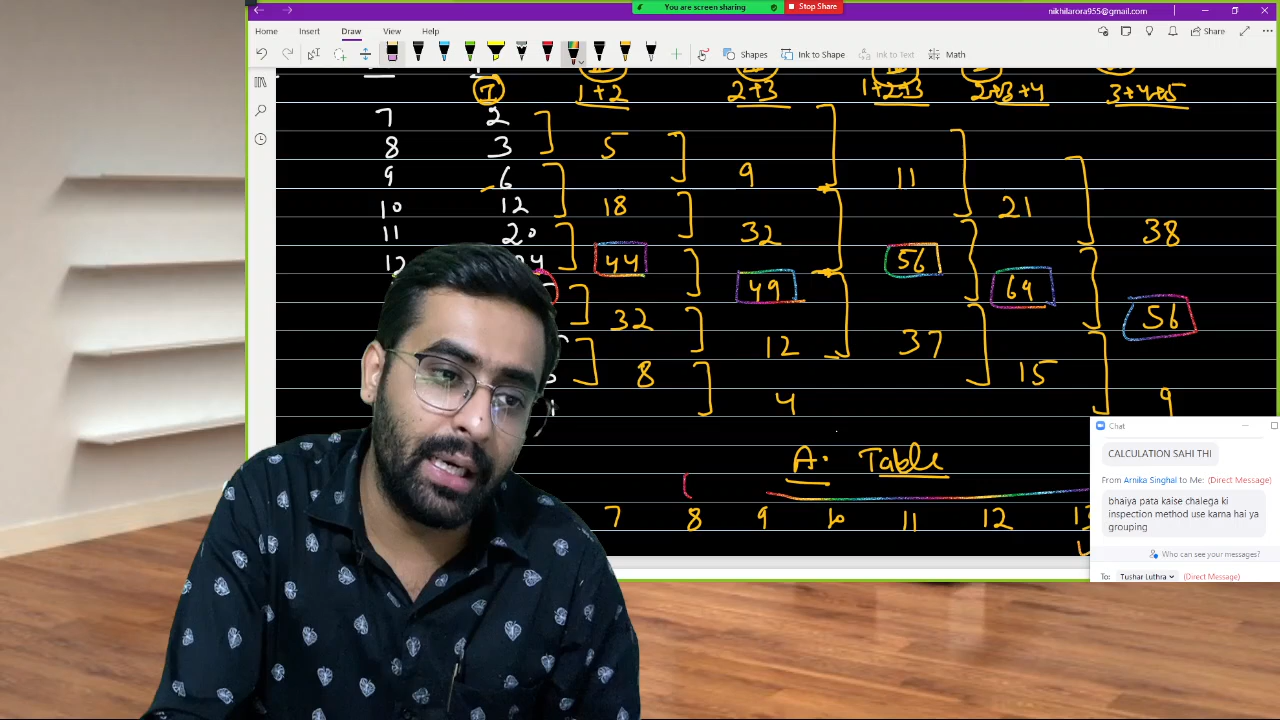 You are screen sharing
Stop Share
nikhilarora955@gmail.com
Home Insert Draw View Help
Share
Shapes Ink to Shape Ink to Text Math
I
1+2 2+3 1+2+3 2+3+4 3+4+5
7 2
8 3 5
9 6 9 11
10 12 18 21
11 20 32 38
12 44 56
49 64
32 56
12 37
8 15
4 9
A. Table
7 8 9 10 11 12
Chat
CALCULATION SAHI THI
From Arnika Singhal to Me: (Direct Message)
bhaiya pata kaise chalega ki
inspection method use karna hai ya
grouping
Who can see your messages?
To: Tushar Luthra (Direct Message)